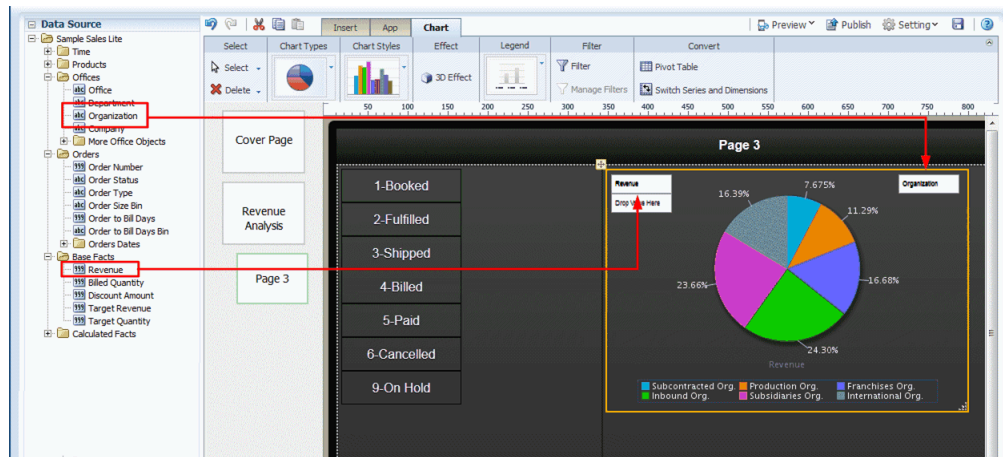 Data Source
Sample Sales Lite
Time
Products
Offices
Office
Department
Organization
Company
More Office Objects
Orders
Order Number
Order Status
Order Type
Order Size Bin
Order to Bill Days
Order to Bill Days Bin
Orders Dates
Base Facts
Revenue
Billed Quantity
Discount Amount
Target Revenue
Target Quantity
Calculated Facts
Insert App Chart
Preview Publish Setting
Select Chart Types Chart Styles Effect Legend Filter Convert
Select
Delete
3D Effect
Filter
Manage Filters
Pivot Table
Switch Series and Dimensions
50 100 150 200 250 300 350 400 450 500 550 600 650 700 750 800
Cover Page
Revenue
Analysis
Page 3
Page 3
1-Booked
2-Fulfilled
3-Shipped
4-Billed
5-Paid
6-Cancelled
9-On Hold
Revenue
Drop Value Here
Organization
16.39%
7.675%
11.29%
16.68%
23.66%
24.30%
Revenue
Subcontracted Org. Production Org. Franchises Org.
Inbound Org. Subsidiaries Org. International Org.